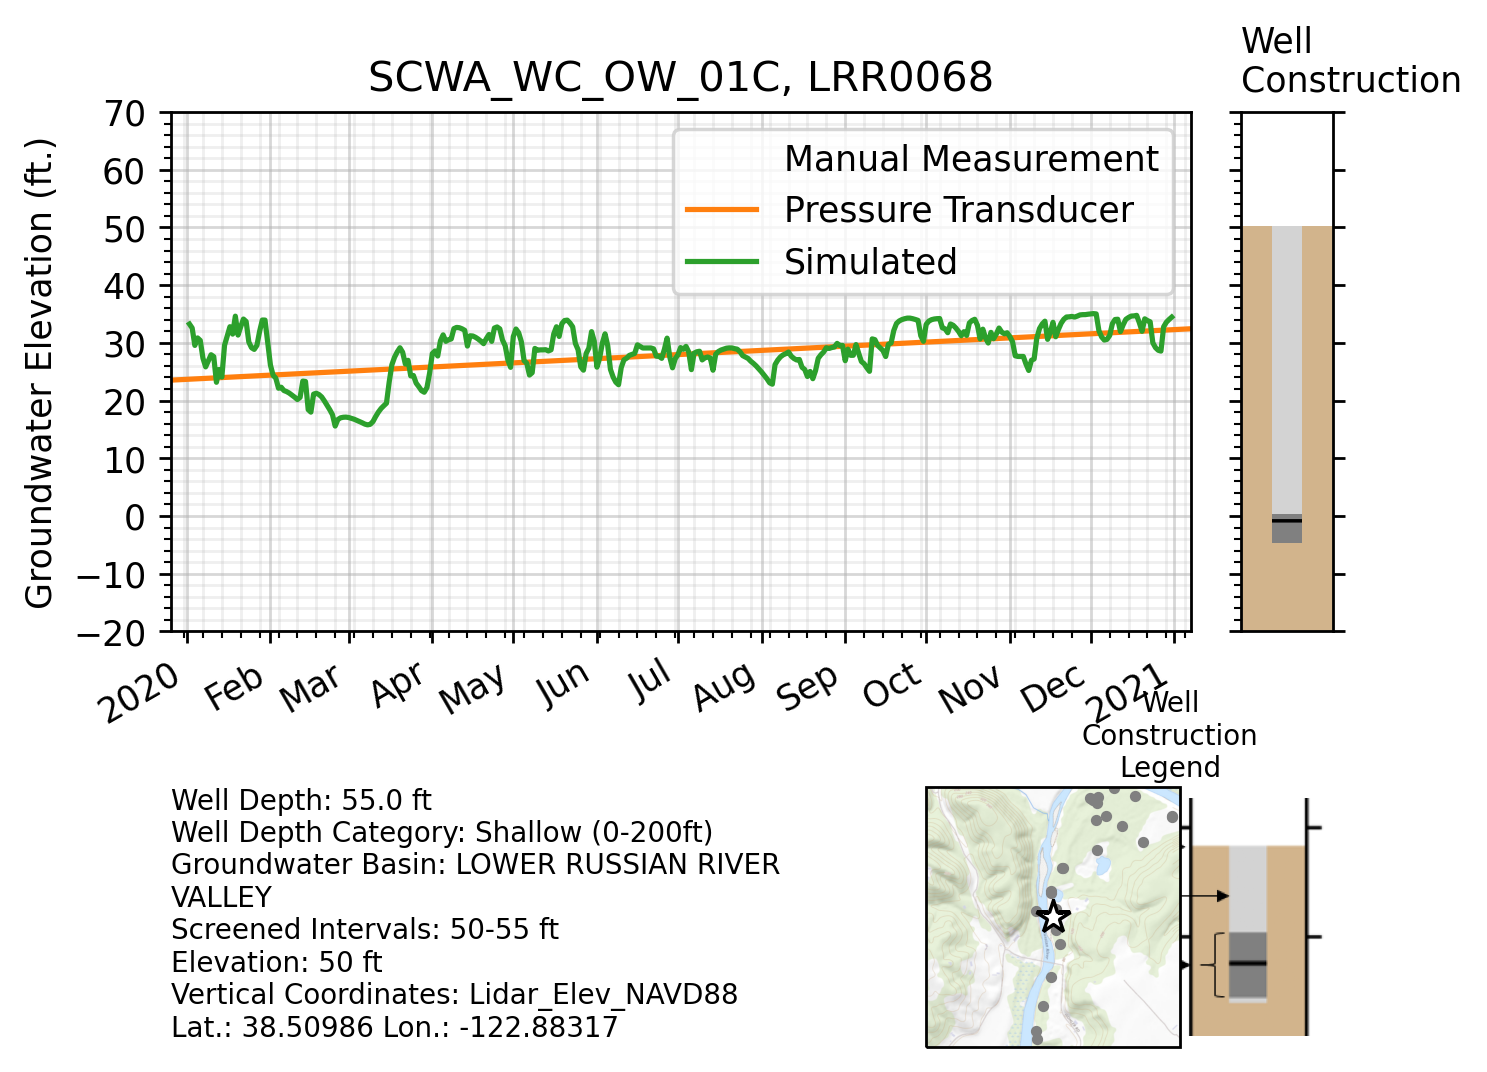 Well
Construction
SCWA_WC_OW_01C, LRR0068
Groundwater Elevation (ft.)
70
60
50
40
30
20
10
0
−10
−20
Manual Measurement
Pressure Transducer
Simulated
2020
Feb
Mar
Apr
May
Jun
Jul
Aug
Sep
Oct
Nov
Dec
2021
Well
Construction
Legend
Well Depth: 55.0 ft
Well Depth Category: Shallow (0-200ft)
Groundwater Basin: LOWER RUSSIAN RIVER
VALLEY
Screened Intervals: 50-55 ft
Elevation: 50 ft
Vertical Coordinates: Lidar_Elev_NAVD88
Lat.: 38.50986 Lon.: -122.88317